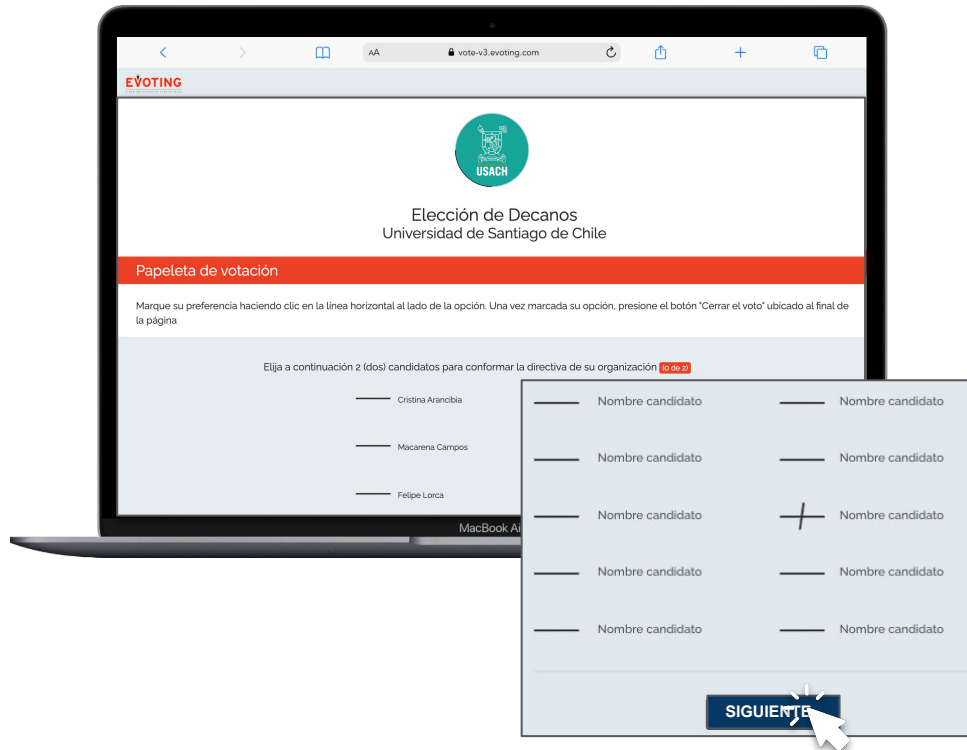 AA
vote-v3.evoting.com
EVOTING
USACH
Elección de Decanos
Universidad de Santiago de Chile
Papeleta de votación
Marque su preferencia haciendo clic en la línea horizontal al lado de la opción. Una vez marcada su opción, presione el botón "Cerrar el voto" ubicado al final de
la página
Elija a continuación 2 (dos) candidatos para conformar la directiva de su organización (0 de 2)
Cristina Arancibia
Macarena Campos
Felipe Lorca
MacBook Ai
Nombre candidato Nombre candidato
Nombre candidato Nombre candidato
Nombre candidato Nombre candidato
Nombre candidato Nombre candidato
Nombre candidato Nombre candidato
SIGUIENTE